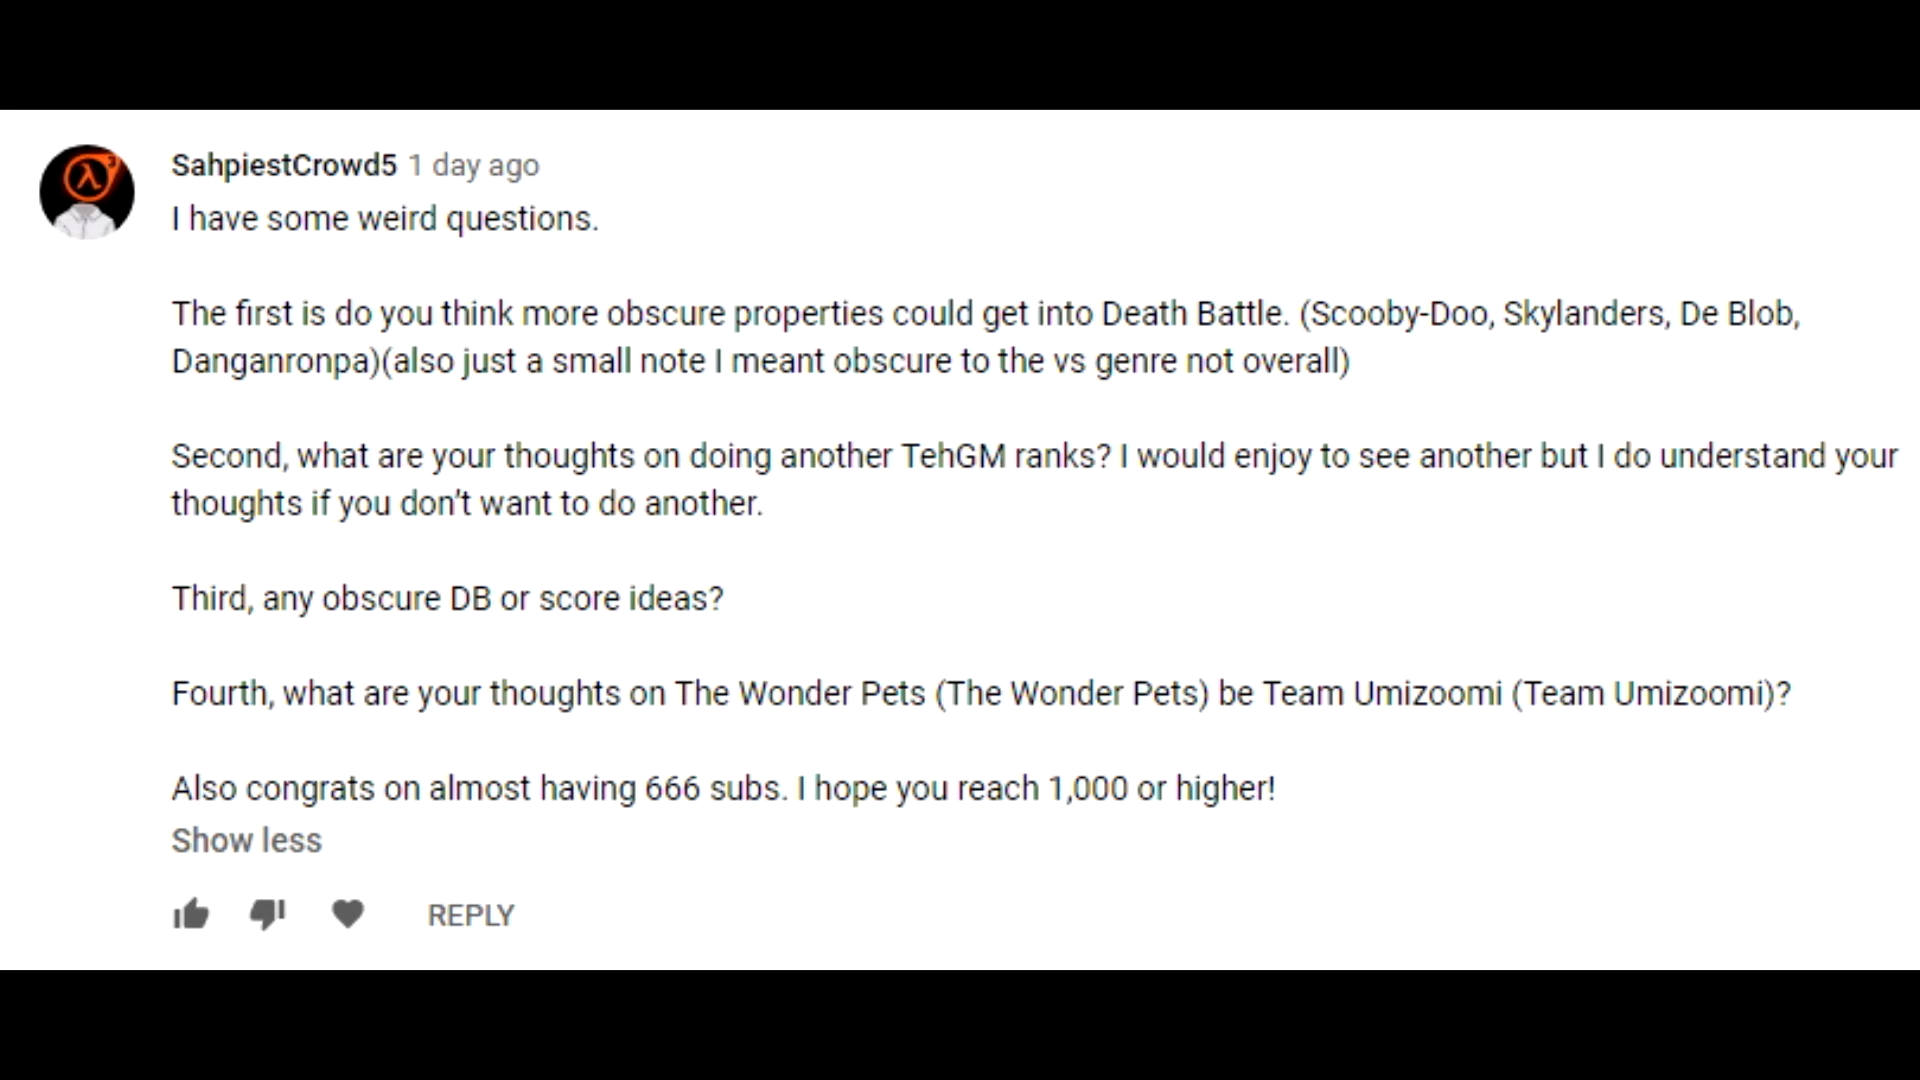 SahpiestCrowd5 1 day ago
I have some weird questions.
The first is do you think more obscure properties could get into Death Battle. (Scooby-Doo, Skylanders, De Blob,
Danganronpa)(also just a small note I meant obscure to the vs genre not overall)
Second, what are your thoughts on doing another TehGM ranks? I would enjoy to see another but I do understand your
thoughts if you don't want to do another.
Third, any obscure DB or score ideas?
Fourth, what are your thoughts on The Wonder Pets (The Wonder Pets) be Team Umizoomi (Team Umizoomi)?
Also congrats on almost having 666 subs. I hope you reach 1,000 or higher!
Show less
REPLY